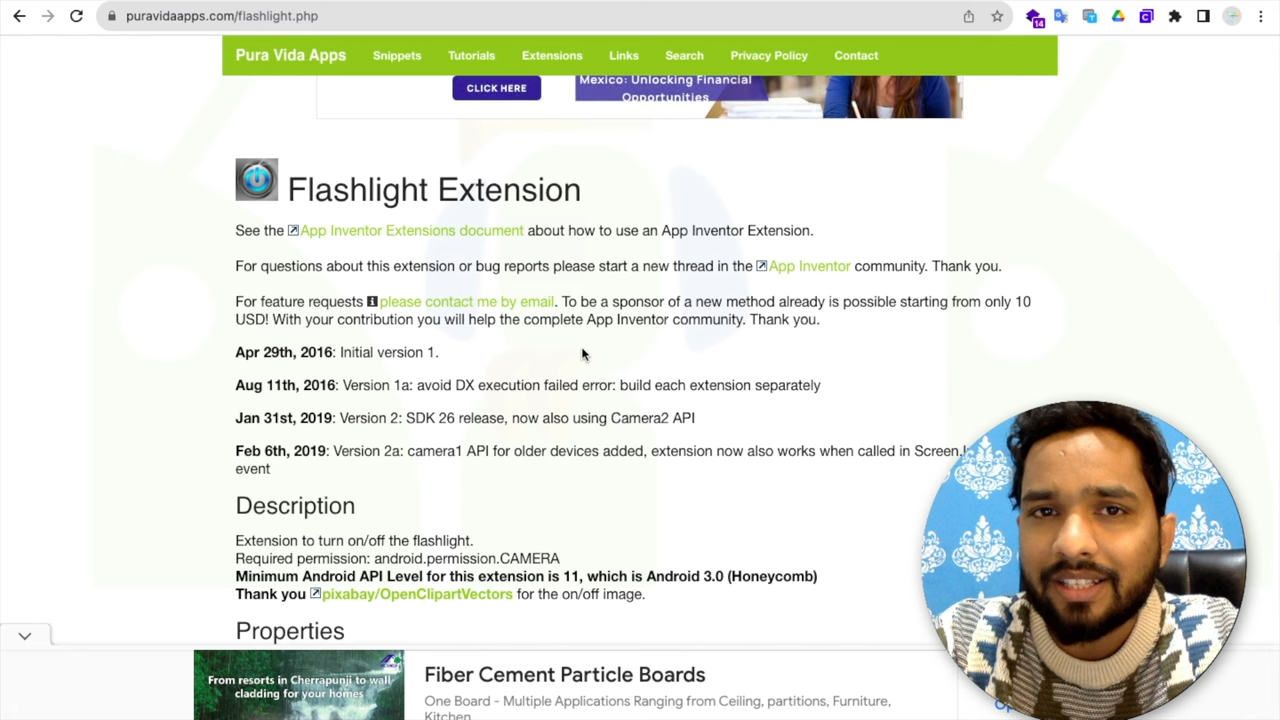 puravidaapps.com/flashlight.php
14
Pura Vida Apps Snippets Tutorials Extensions Links Search Privacy Policy Contact
CLICK HERE
Mexico: Unlocking Financial
Opportunities
Flashlight Extension
See the App Inventor Extensions document about how to use an App Inventor Extension.
For questions about this extension or bug reports please start a new thread in the App Inventor community. Thank you.
For feature requests please contact me by email. To be a sponsor of a new method already is possible starting from only 10
USD! With your contribution you will help the complete App Inventor community. Thank you.
Apr 29th, 2016: Initial version 1.
Aug 11th, 2016: Version 1a: avoid DX execution failed error: build each extension separately
Jan 31st, 2019: Version 2: SDK 26 release, now also using Camera2 API
Feb 6th, 2019: Version 2a: camera1 API for older devices added, extension now also works when called in Screen.
event
Description
Extension to turn on/off the flashlight.
Required permission: android.permission.CAMERA
Minimum Android API Level for this extension is 11, which is Android 3.0 (Honeycomb)
Thank you pixabay/OpenClipartVectors for the on/off image.
Properties
From resorts in Cherrapunji to wall
cladding for your homes
Fiber Cement Particle Boards
One Board - Multiple Applications Ranging from Ceiling, partitions, Furniture,
Kitchen